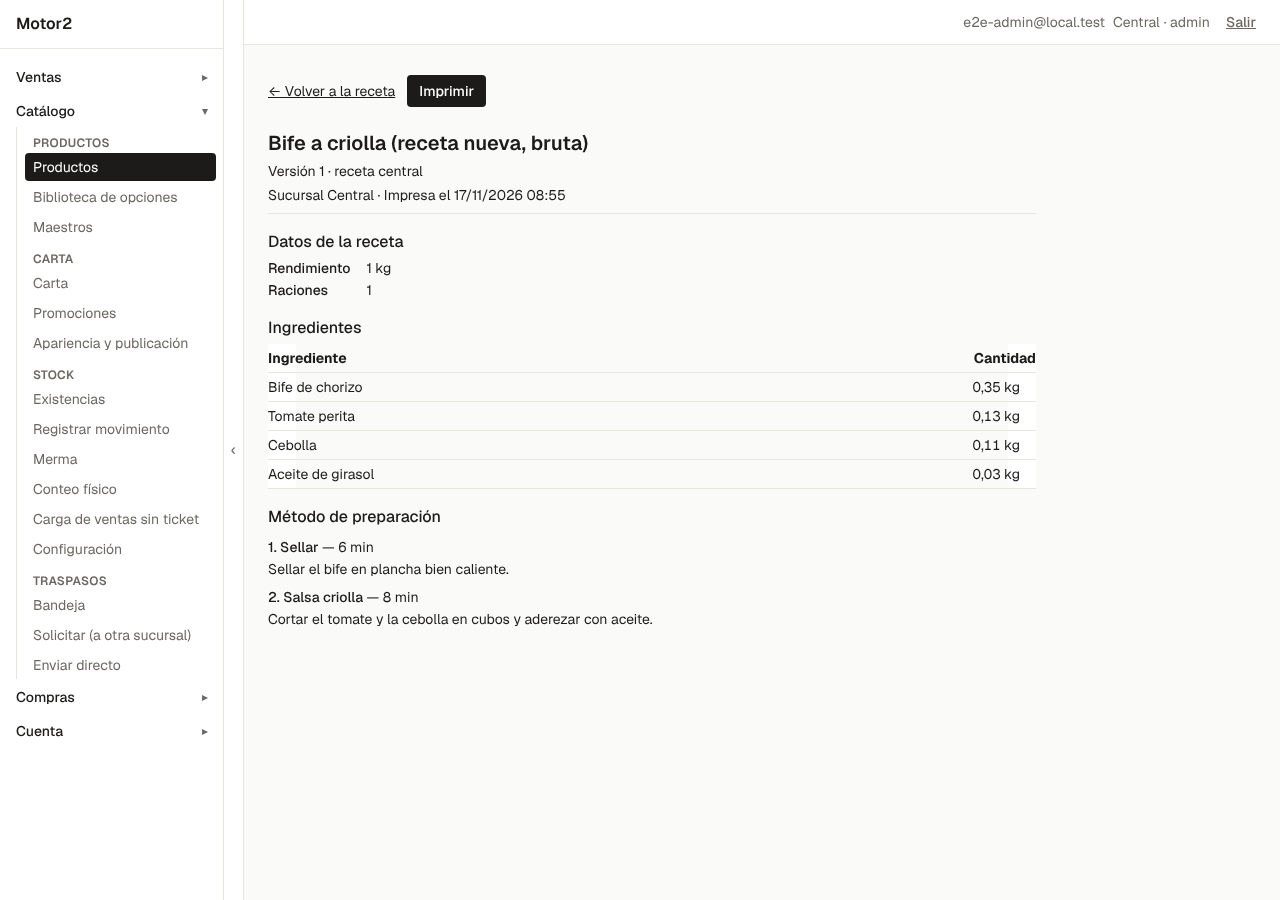 Motor2
e2e-admin@local.test Central · admin Salir
Ventas ▸
Catálogo ▾
PRODUCTOS
Productos
Biblioteca de opciones
Maestros
CARTA
Carta
Promociones
Apariencia y publicación
STOCK
Existencias
Registrar movimiento
Merma
Conteo físico
Carga de ventas sin ticket
Configuración
TRASPASOS
Bandeja
Solicitar (a otra sucursal)
Enviar directo
Compras ▸
Cuenta ▸
‹
← Volver a la receta Imprimir
Bife a criolla (receta nueva, bruta)
Versión 1 · receta central
Sucursal Central · Impresa el 17/11/2026 08:55
Datos de la receta
Rendimiento 1 kg
Raciones 1
Ingredientes
Ingrediente Cantidad
Bife de chorizo 0,35 kg
Tomate perita 0,13 kg
Cebolla 0,11 kg
Aceite de girasol 0,03 kg
Método de preparación
1. Sellar — 6 min
Sellar el bife en plancha bien caliente.
2. Salsa criolla — 8 min
Cortar el tomate y la cebolla en cubos y aderezar con aceite.